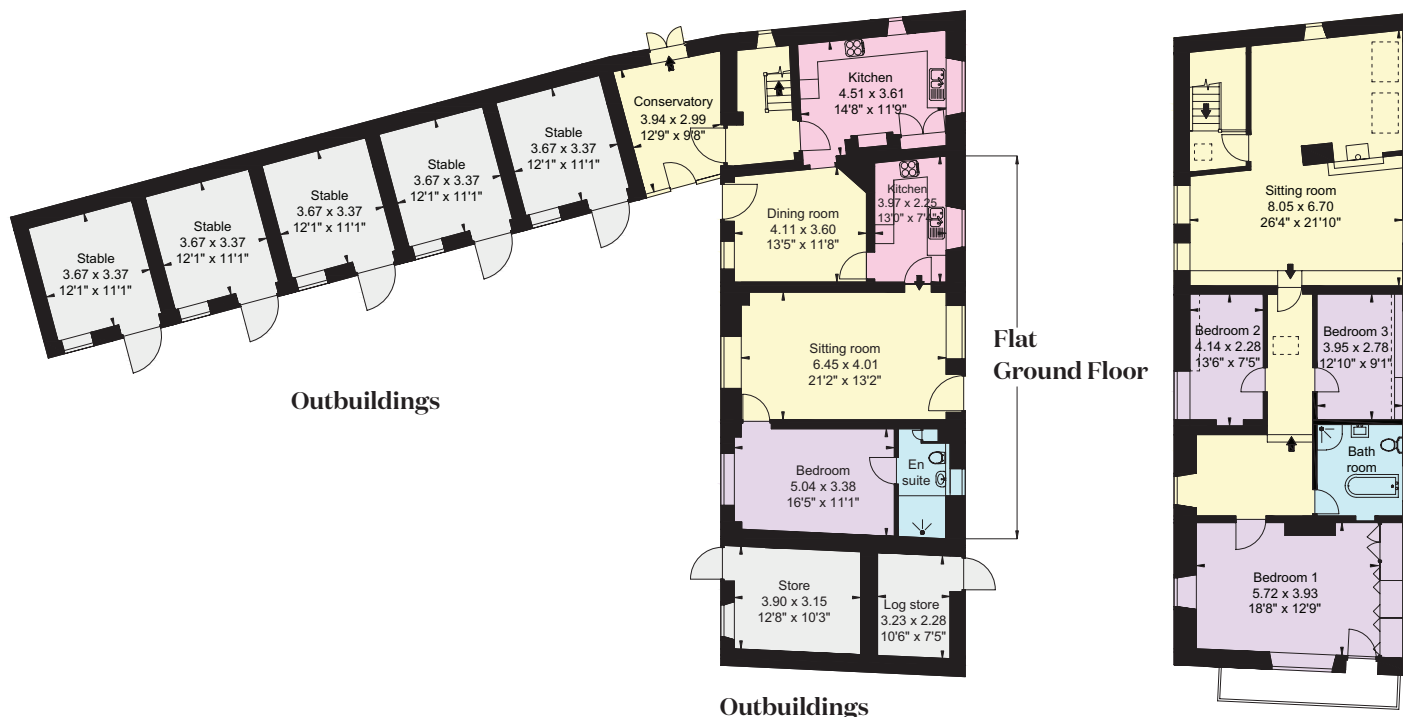 Stable
3.67 x 3.37
12'1" x 11'1"
Stable
3.67 x 3.37
12'1" x 11'1"
Stable
3.67 x 3.37
12'1" x 11'1"
Stable
3.67 x 3.37
12'1" x 11'1"
Stable
3.67 x 3.37
12'1" x 11'1"
Outbuildings
Conservatory
3.94 x 2.99
12'9" x 9'8"
Kitchen
4.51 x 3.61
14'8" x 11'9"
Dining room
4.11 x 3.60
13'5" x 11'8"
Kitchen
3.97 x 2.25
13'0" x 7'4"
Sitting room
6.45 x 4.01
21'2" x 13'2"
Flat
Ground Floor
Bedroom
5.04 x 3.38
16'5" x 11'1"
En
suite
Store
3.90 x 3.15
12'8" x 10'3"
Log store
3.23 x 2.28
10'6" x 7'5"
Outbuildings
Sitting room
8.05 x 6.70
26'4" x 21'10"
Bedroom 2
4.14 x 2.28
13'6" x 7'5"
Bedroom 3
3.95 x 2.78
12'10" x 9'1"
Bath
room
Bedroom 1
5.72 x 3.93
18'8" x 12'9"